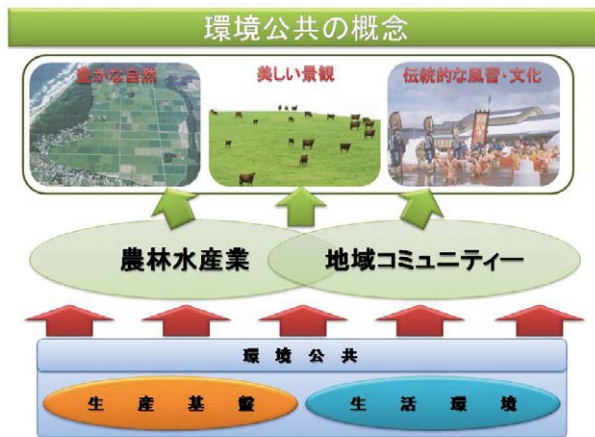 環境公共の概念
豊かな自然
美しい景観
伝統的な風習・文化
農林水産業
地域コミュニティー
環境公共
生産基盤
生活環境